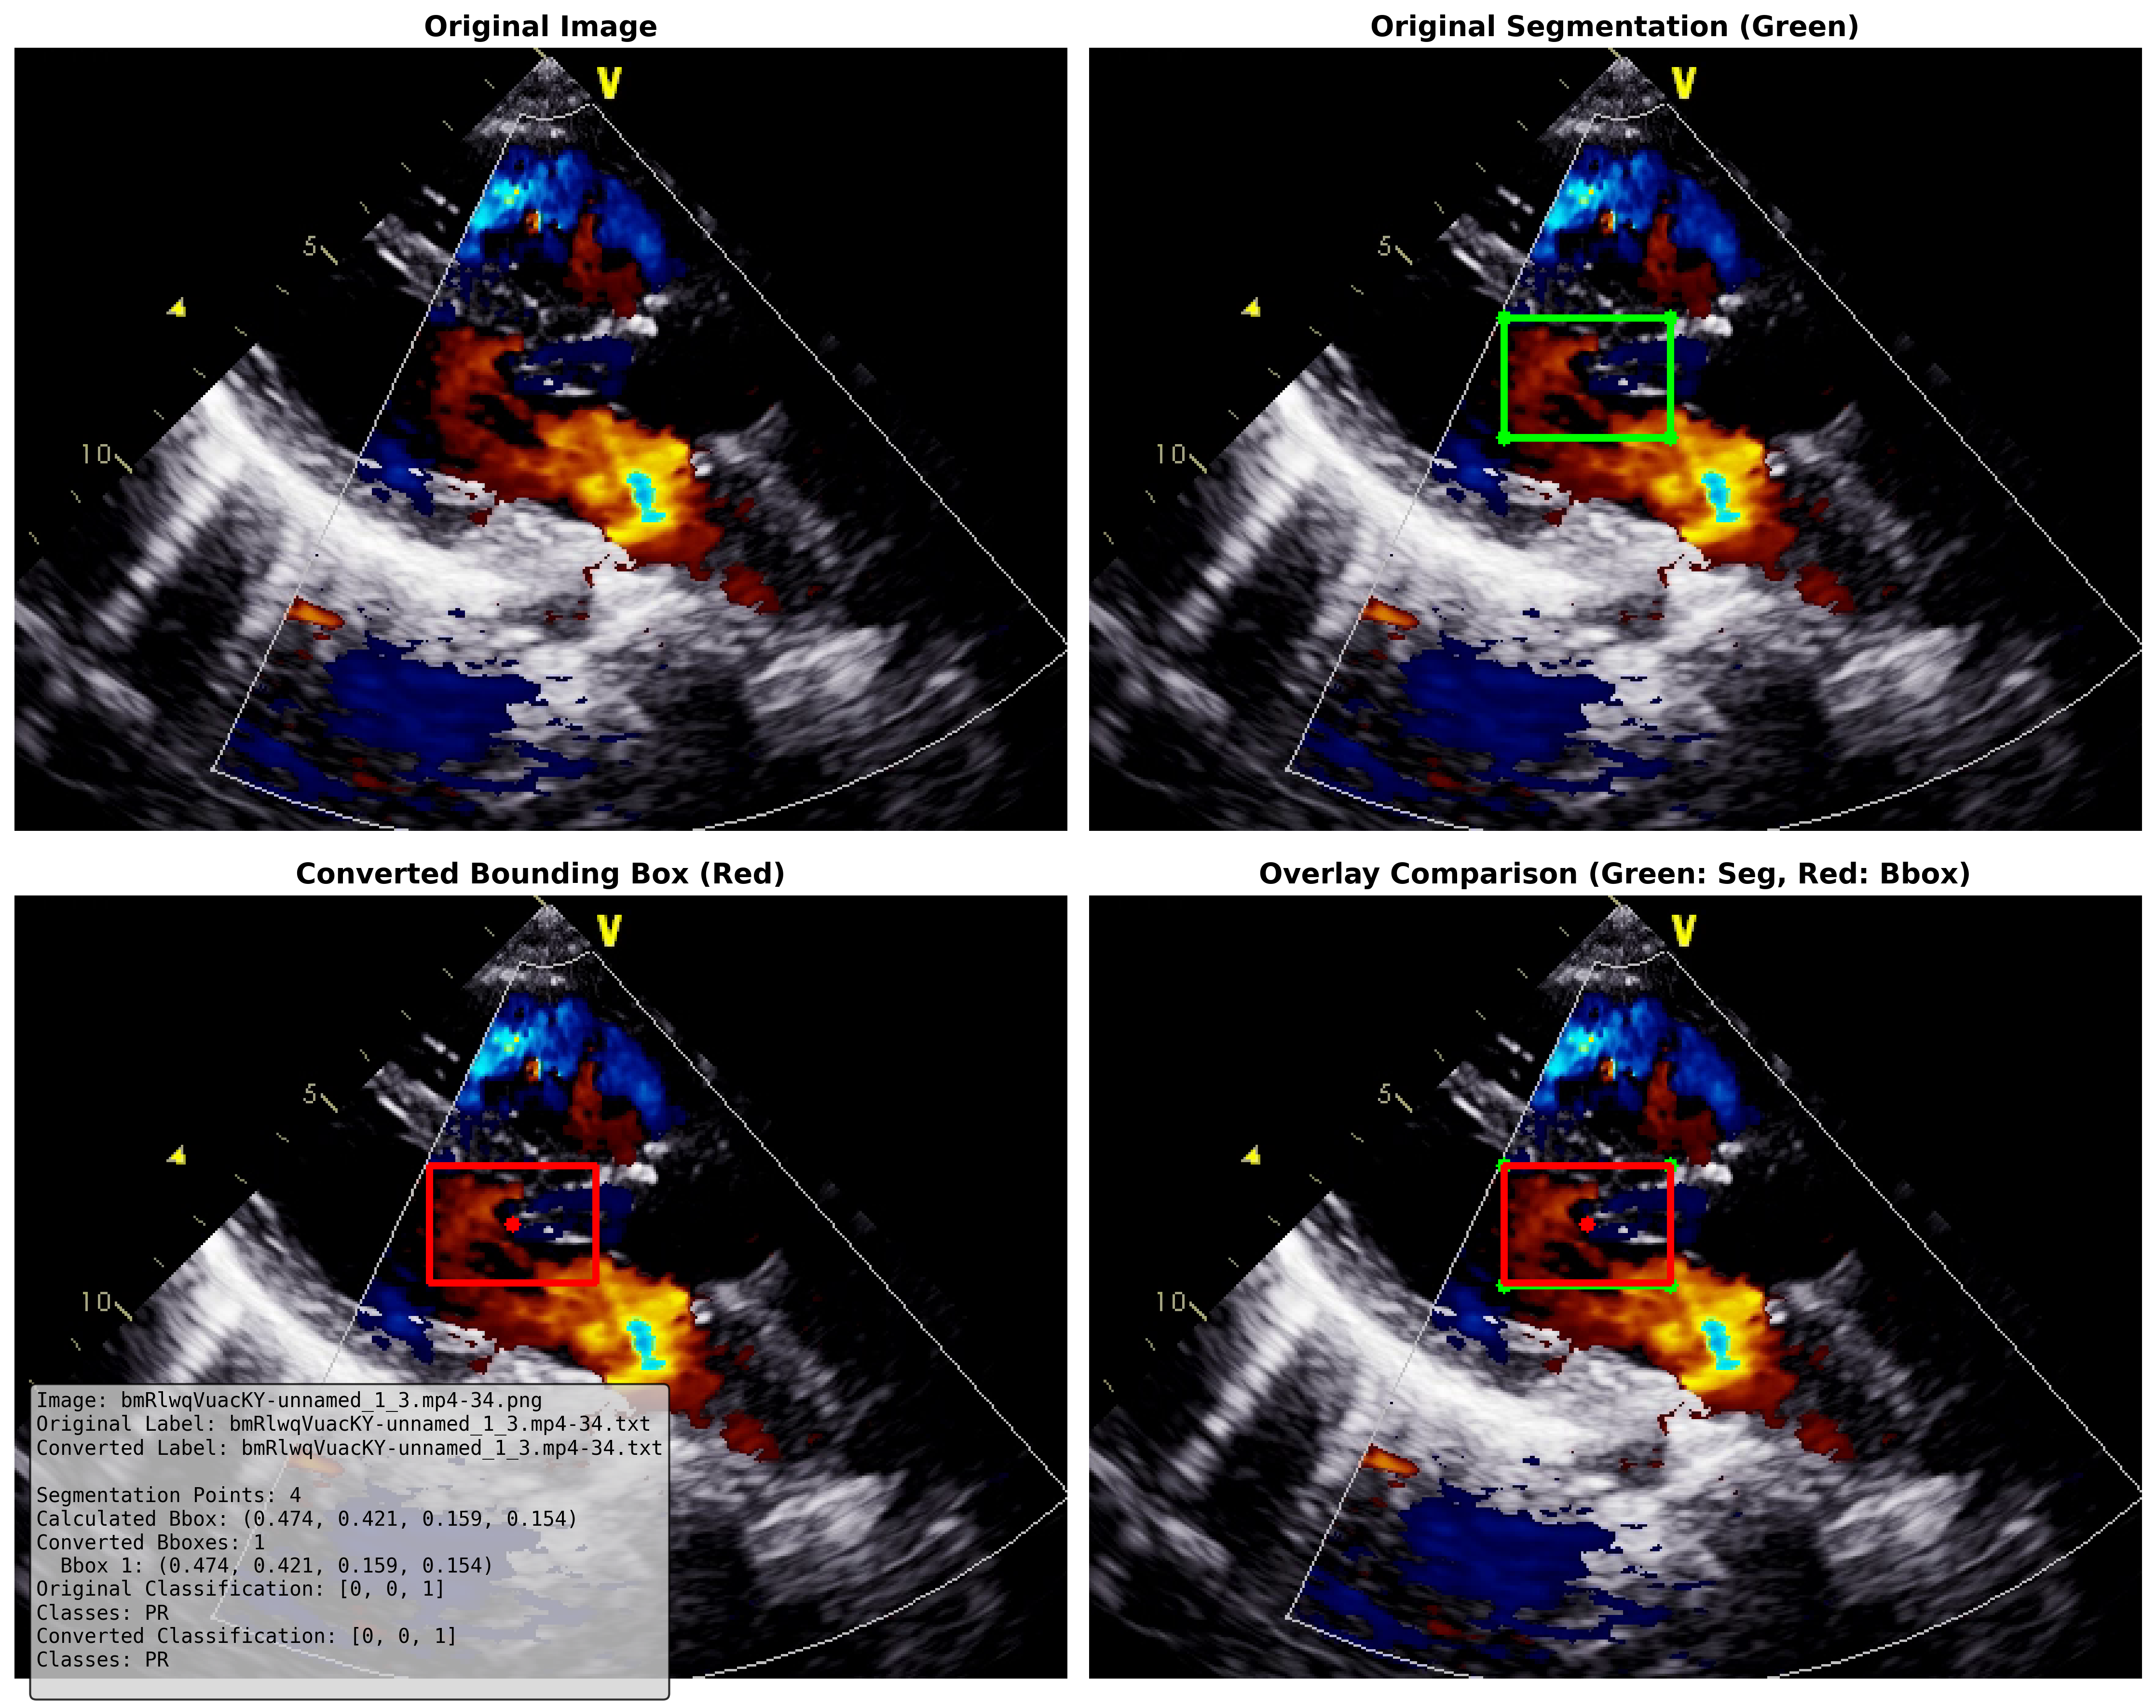 Original Image
Original Segmentation (Green)
V
5
10
V
5
10
Converted Bounding Box (Red)
Overlay Comparison (Green: Seg, Red: Bbox)
V
5
10
V
5
10
Image: bmRlwqVuacKY-unnamed_1_3.mp4-34.png
Original Label: bmRlwqVuacKY-unnamed_1_3.mp4-34.txt
Converted Label: bmRlwqVuacKY-unnamed_1_3.mp4-34.txt
Segmentation Points: 4
Calculated Bbox: (0.474, 0.421, 0.159, 0.154)
Converted Bboxes: 1
Bbox 1: (0.474, 0.421, 0.159, 0.154)
Original Classification: [0, 0, 1]
Classes: PR
Converted Classification: [0, 0, 1]
Classes: PR